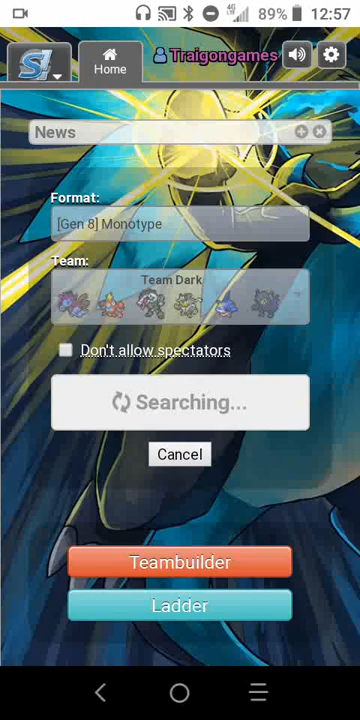 4G
89%
12:57
Home
Traigongames
News
Format:
[Gen 8] Monotype
Team:
Team Dark
Don't allow spectators
Searching...
Cancel
Teambuilder
Ladder